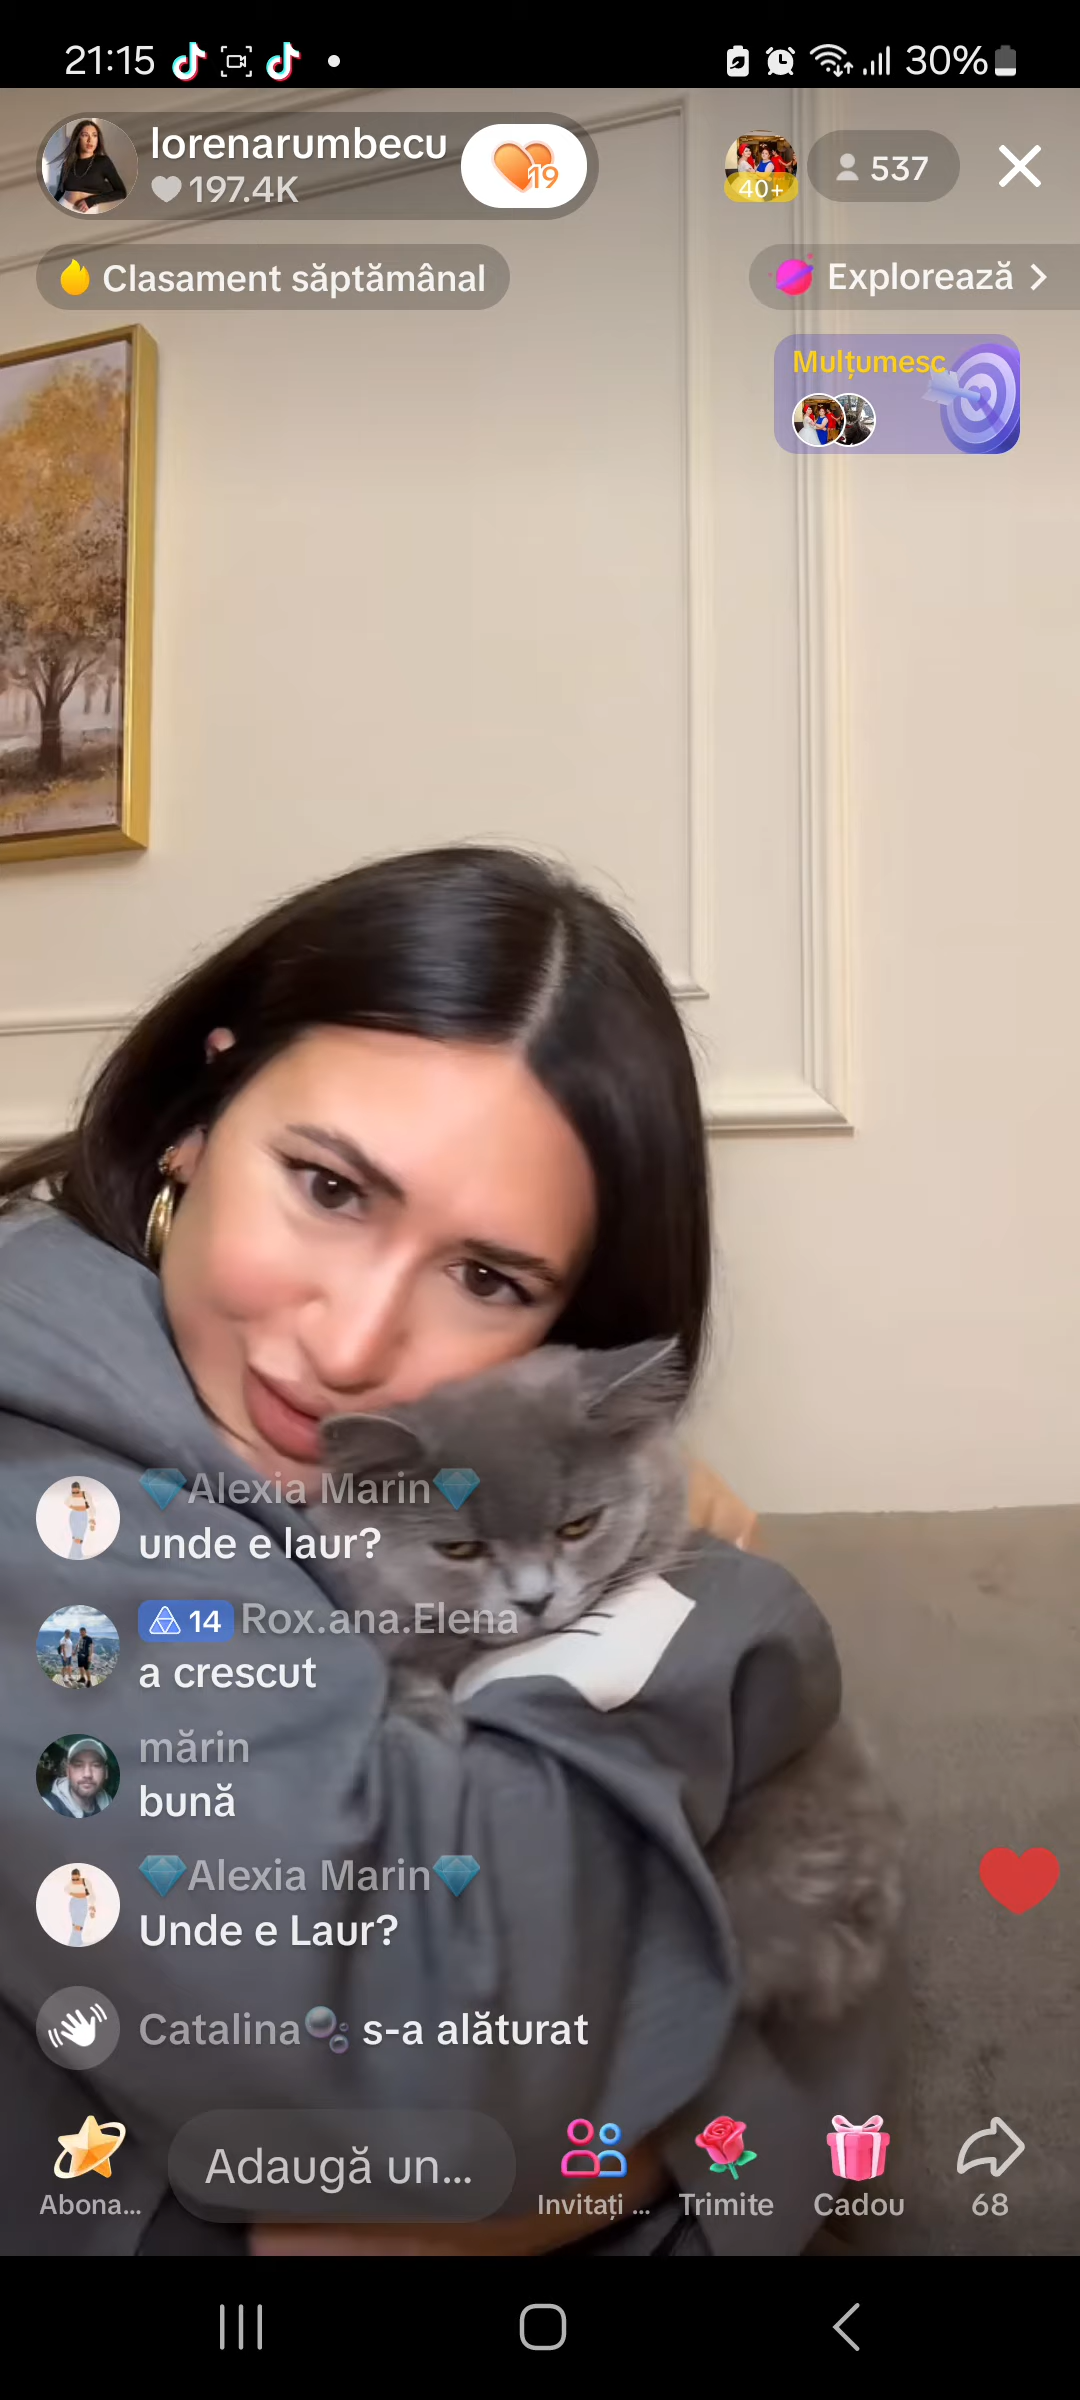 21:15
30%
lorenarumbecu
197.4K
19
40+
537
Clasament săptămânal
Explorează
Mulțumesc
Alexia Marin
unde e laur?
14 Rox.ana.Elena
a crescut
mărin
bună
Alexia Marin
Unde e Laur?
Catalina s-a alăturat
Adaugă un...
Abona...
Invitați ...
Trimite
Cadou
68